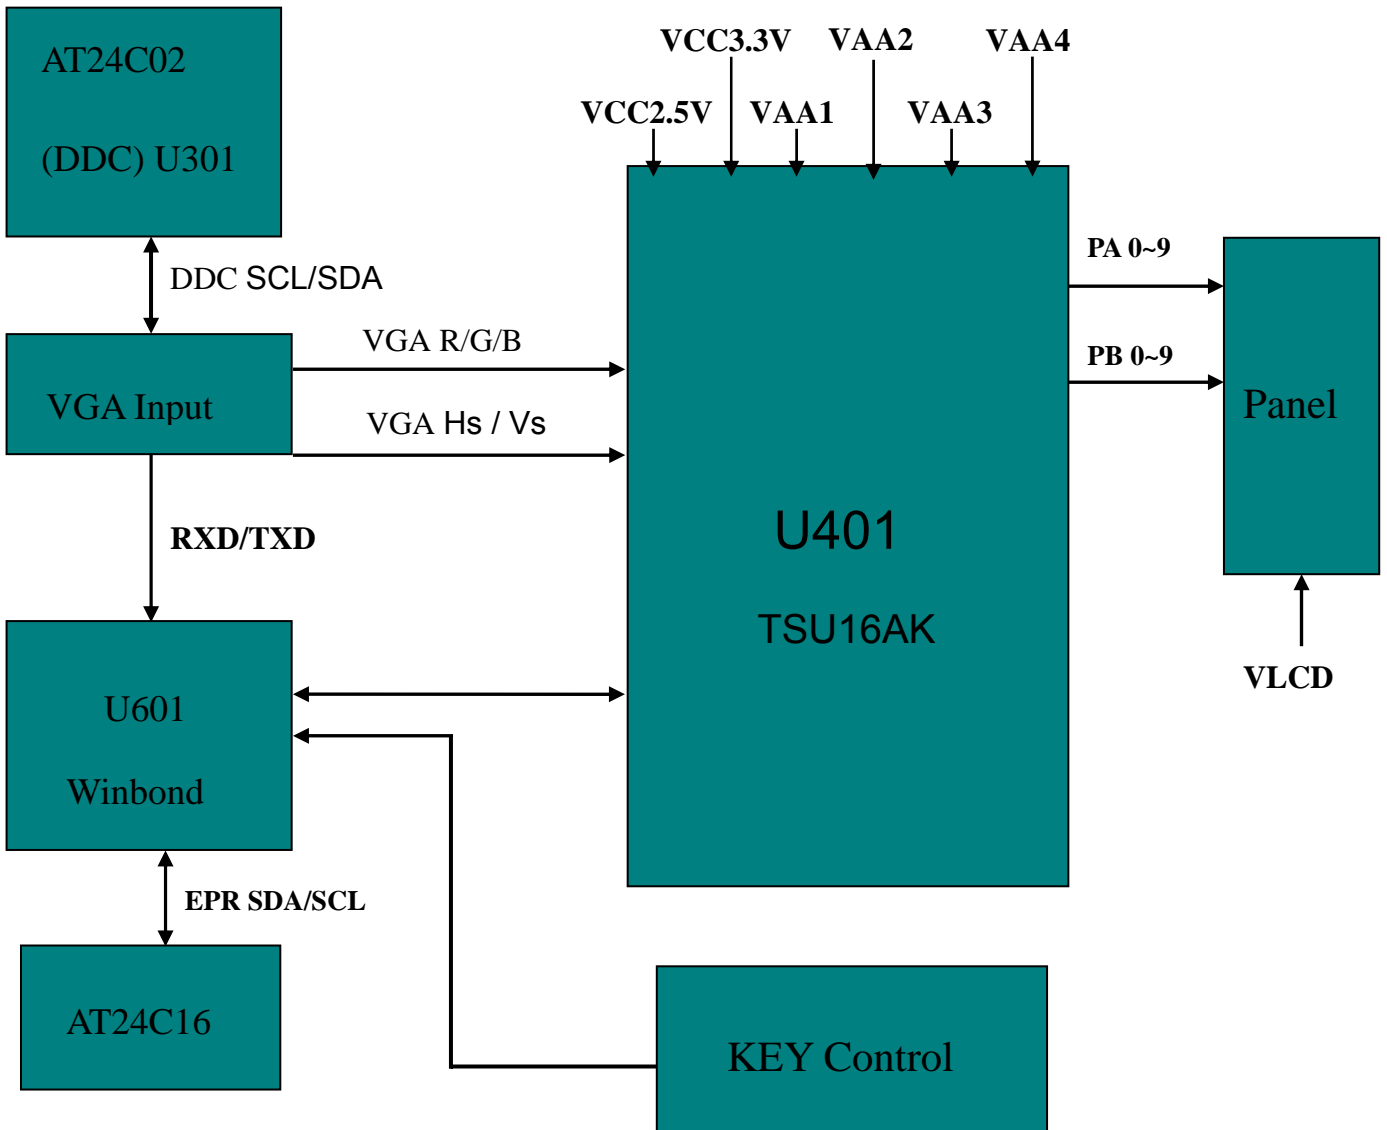 AT24C02
(DDC) U301
DDC SCL/SDA
VGA Input
VGA R/G/B
VGA Hs / Vs
RXD/TXD
U601
Winbond
EPR SDA/SCL
AT24C16
VCC3.3V
VAA2
VAA4
VCC2.5V
VAA1
VAA3
U401
TSU16AK
PA 0~9
PB 0~9
Panel
VLCD
KEY Control